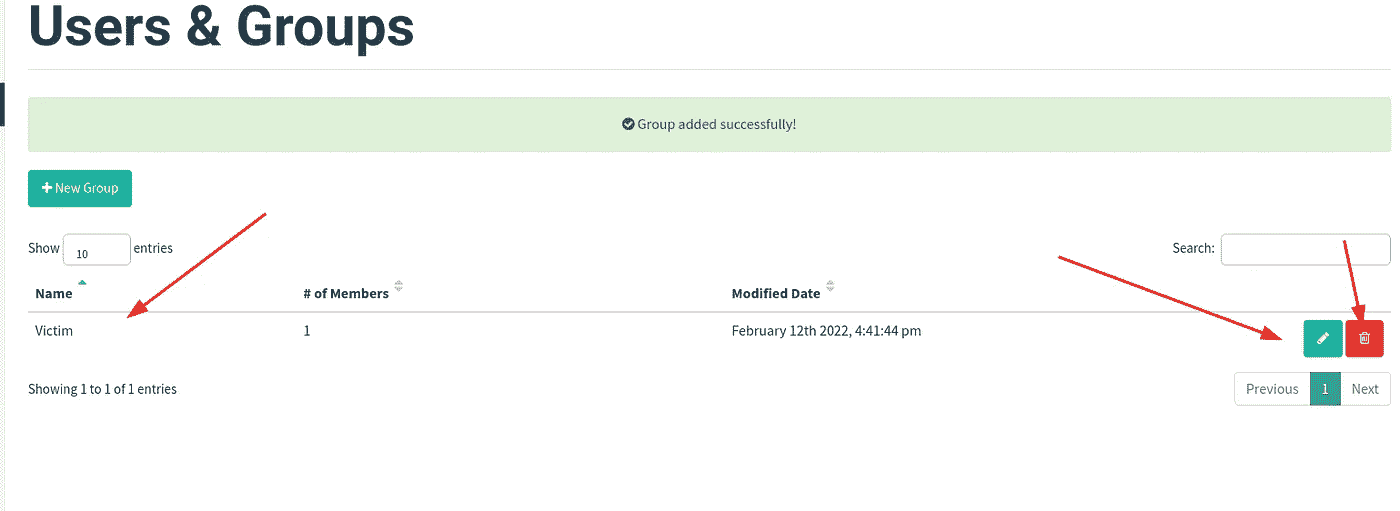 Users & Groups
Group added successfully!
New Group
Show 10 entries Search:
Name # of Members Modified Date
Victim 1 February 12th 2022, 4:41:44 pm
Showing 1 to 1 of 1 entries Previous 1 Next